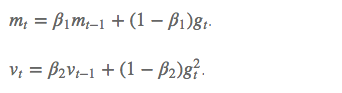 mₜ = β₁mₜ₋₁ + (1 − β₁)gₜ.
vₜ = β₂vₜ₋₁ + (1 − β₂)gₜ².